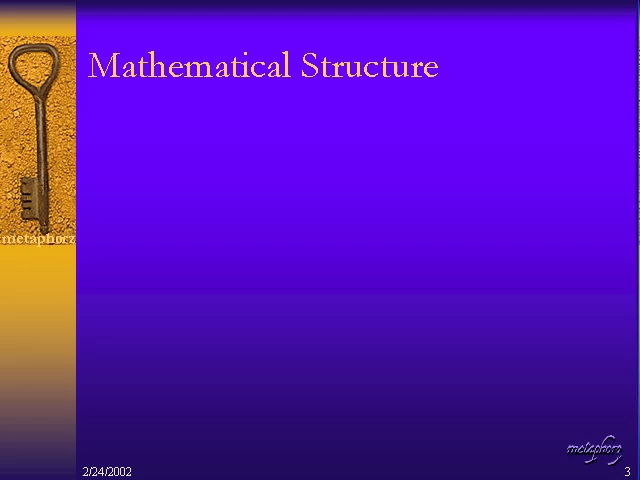 Mathematical Structure
metaphorz
metaphorz
2/24/2002
3